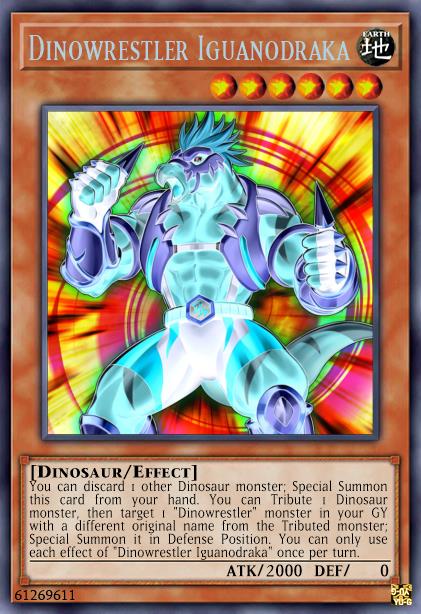 DINOWRESTLER IGUANODRAKA
EARTH
地
[DINOSAUR/EFFECT]
You can discard 1 other Dinosaur monster; Special Summon
this card from your hand. You can Tribute 1 Dinosaur
monster, then target 1 "Dinowrestler" monster in your GY
with a different original name from the Tributed monster;
Special Summon it in Defense Position. You can only use
each effect of "Dinowrestler Iguanodraka" once per turn.
ATK/2000 DEF/ 0
61269611